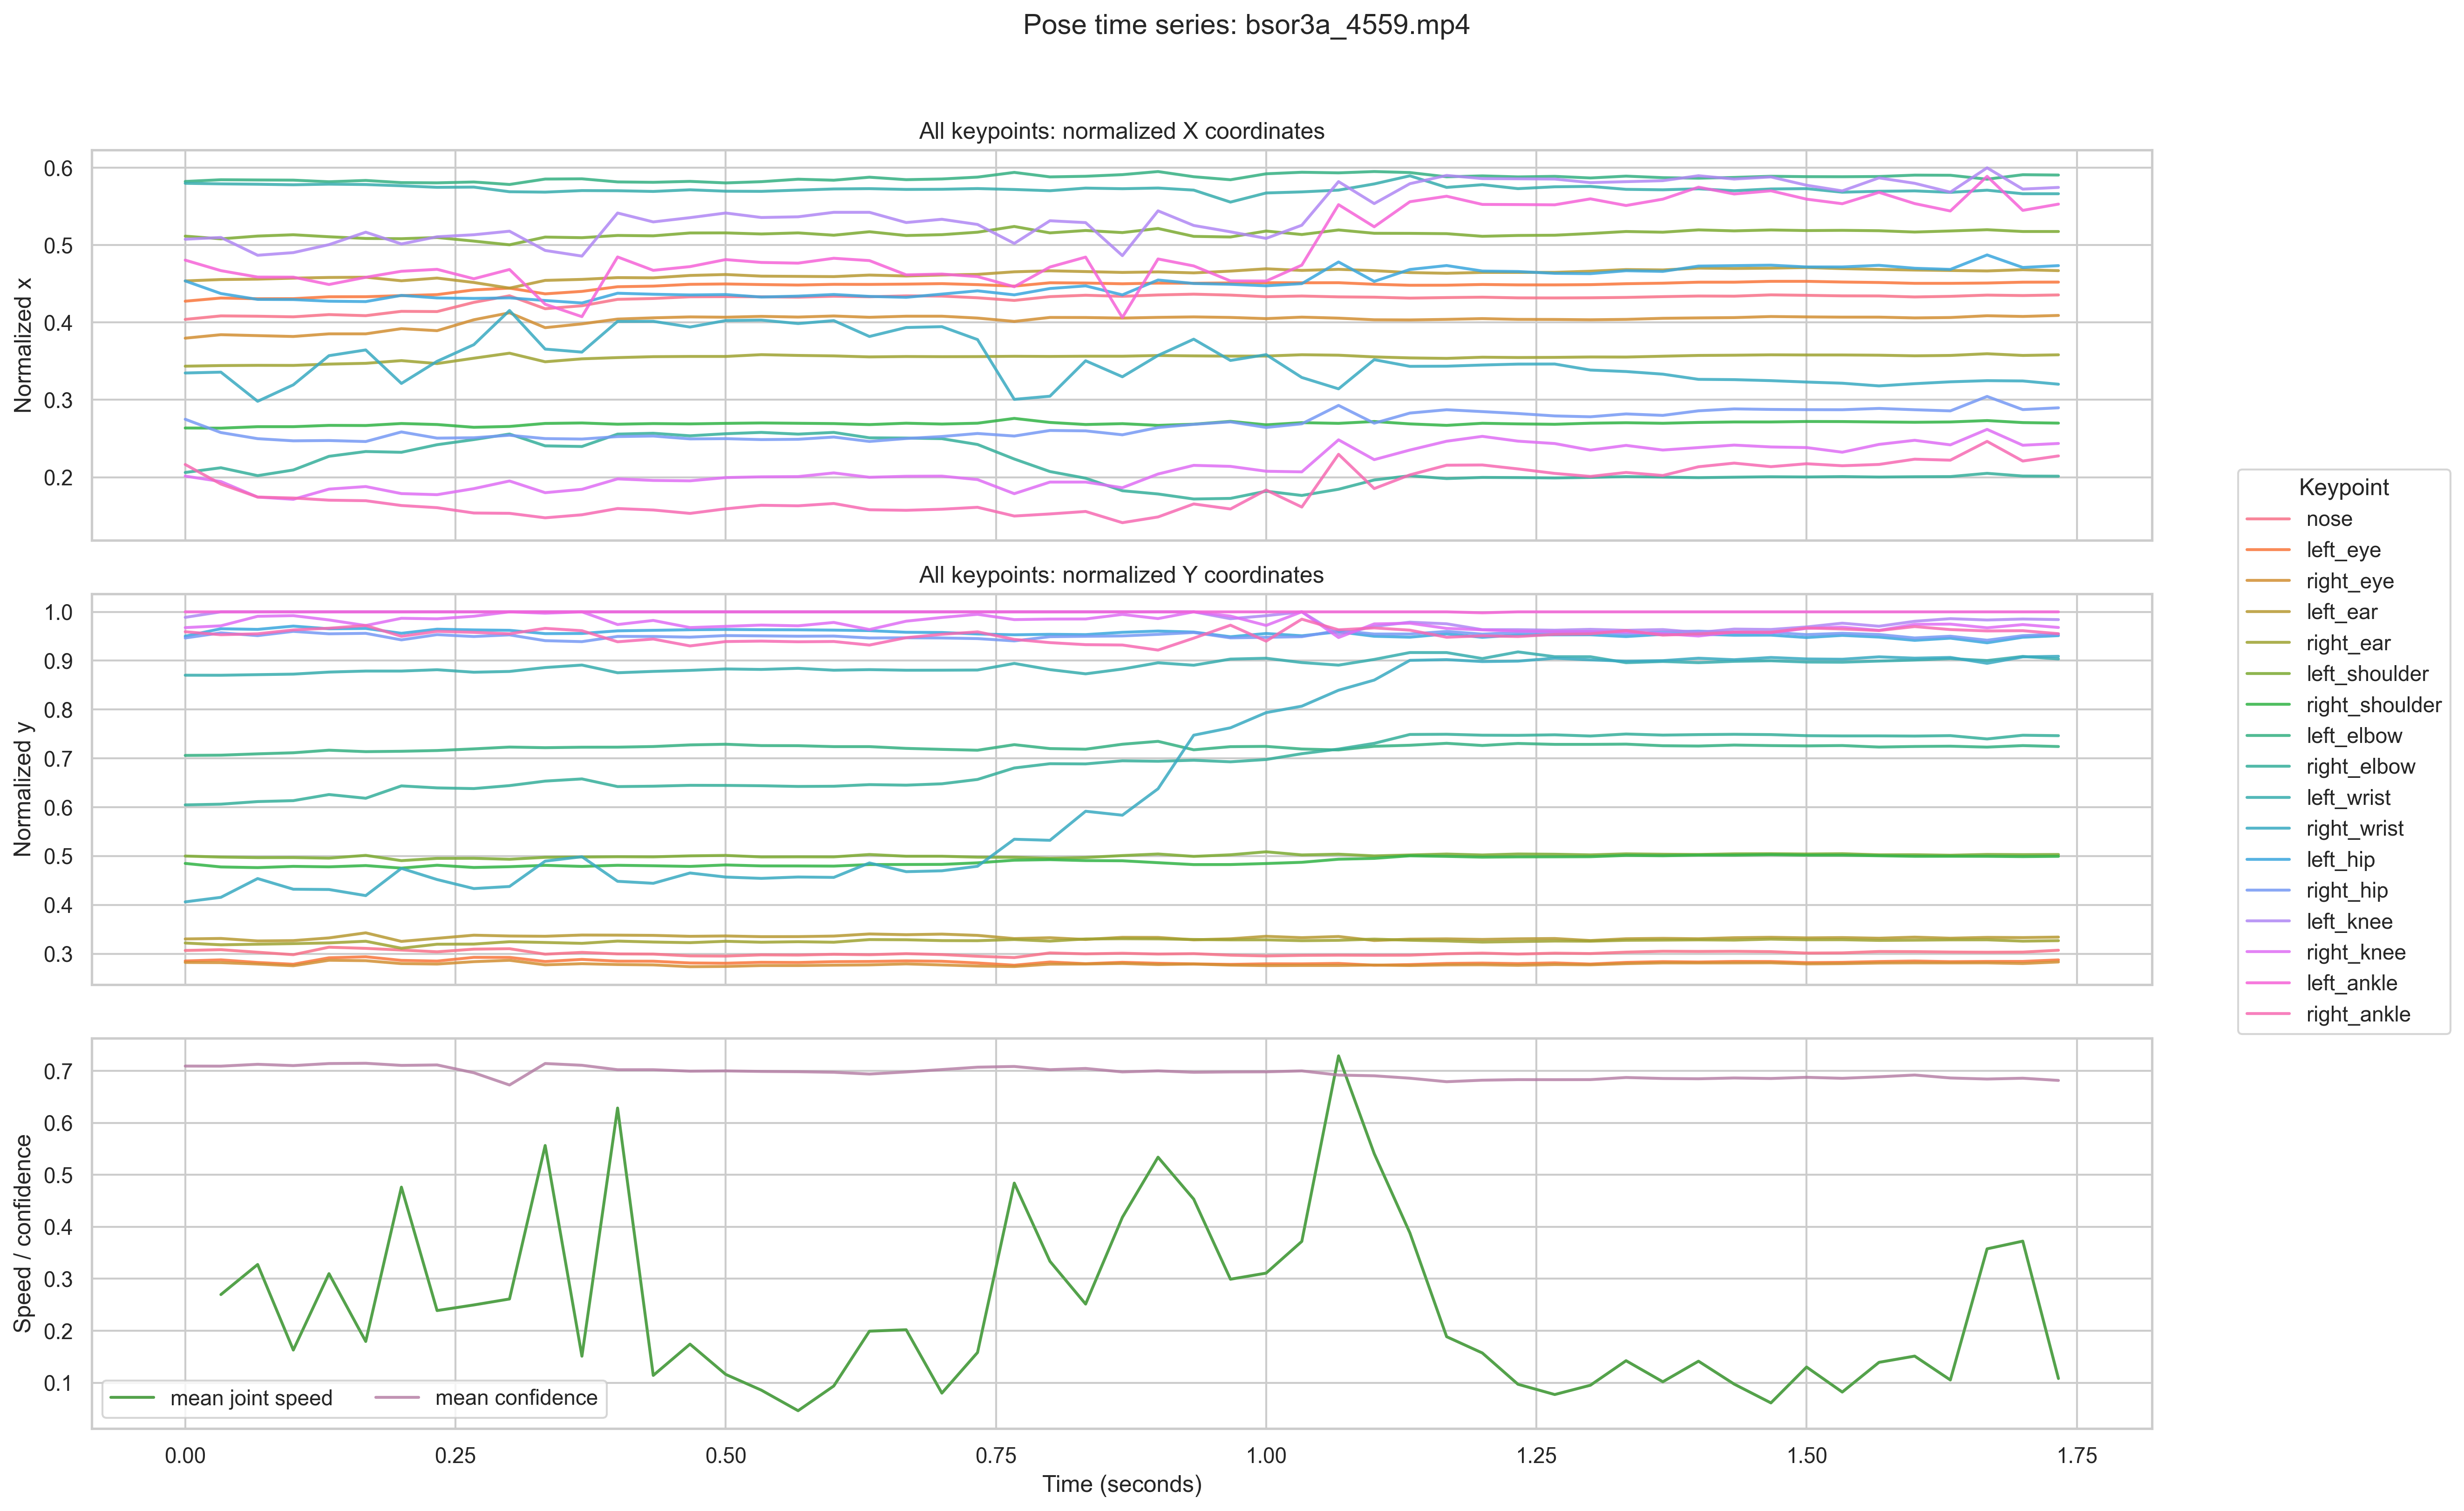 Pose time series: bsor3a_4559.mp4
All keypoints: normalized X coordinates
Normalized x
0.6
0.5
0.4
0.3
0.2
All keypoints: normalized Y coordinates
Normalized y
1.0
0.9
0.8
0.7
0.6
0.5
0.4
0.3
Keypoint
nose
left_eye
right_eye
left_ear
right_ear
left_shoulder
right_shoulder
left_elbow
right_elbow
left_wrist
right_wrist
left_hip
right_hip
left_knee
right_knee
left_ankle
right_ankle
Speed / confidence
0.7
0.6
0.5
0.4
0.3
0.2
0.1
mean joint speed
mean confidence
0.00
0.25
0.50
0.75
1.00
1.25
1.50
1.75
Time (seconds)